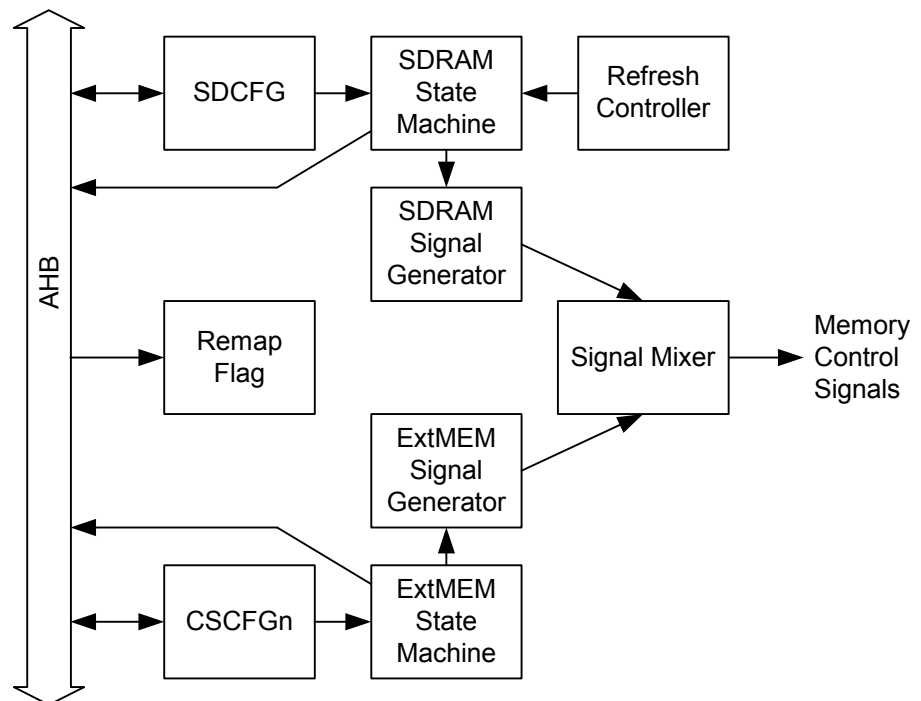 SDCFG
SDRAM
State
Machine
Refresh
Controller
SDRAM
Signal
Generator
AHB
Remap
Flag
Signal Mixer
Memory
Control
Signals
ExtMEM
Signal
Generator
CSCFGn
ExtMEM
State
Machine